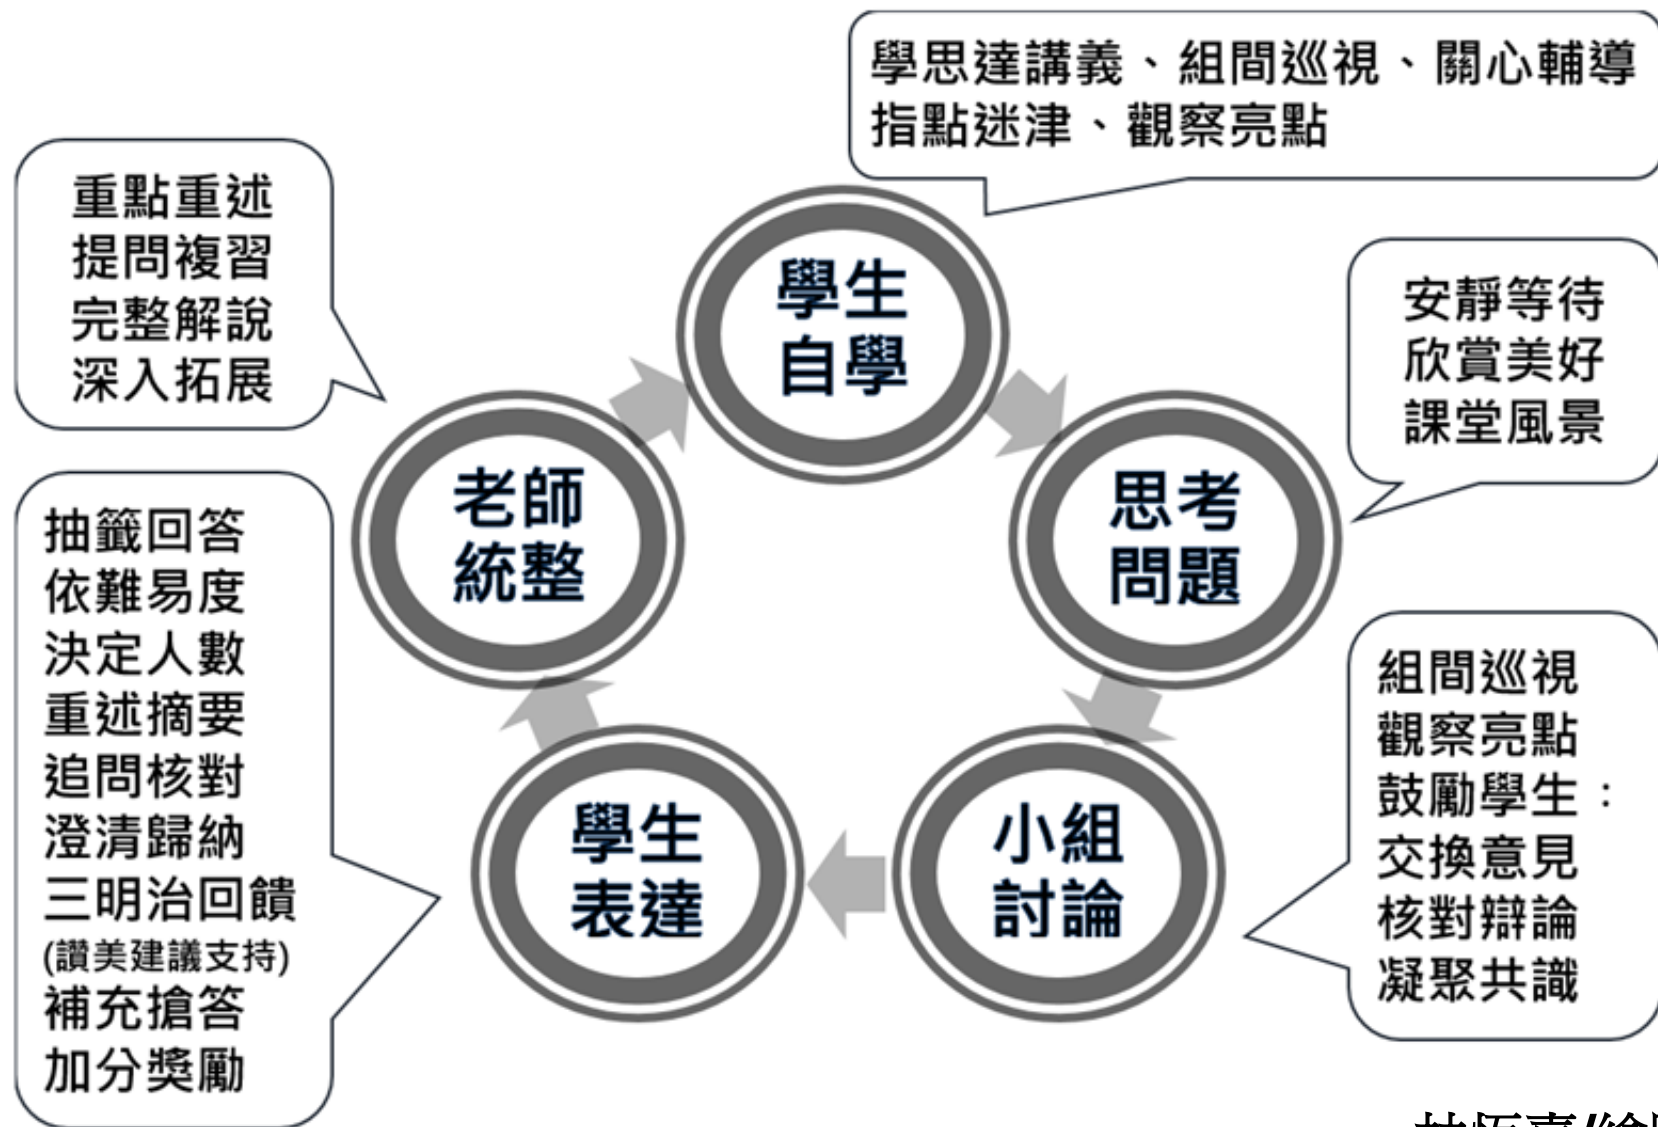 學思達講義、組間巡視、關心輔導
指點迷津、觀察亮點
學生
自學
安靜等待
欣賞美好
課堂風景
思考
問題
組間巡視
觀察亮點
鼓勵學生：
交換意見
核對辯論
凝聚共識
小組
討論
抽籤回答
依難易度
決定人數
重述摘要
追問核對
澄清歸納
三明治回饋
(讚美建議支持)
補充搶答
加分獎勵
學生
表達
重點重述
提問複習
完整解說
深入拓展
老師
統整